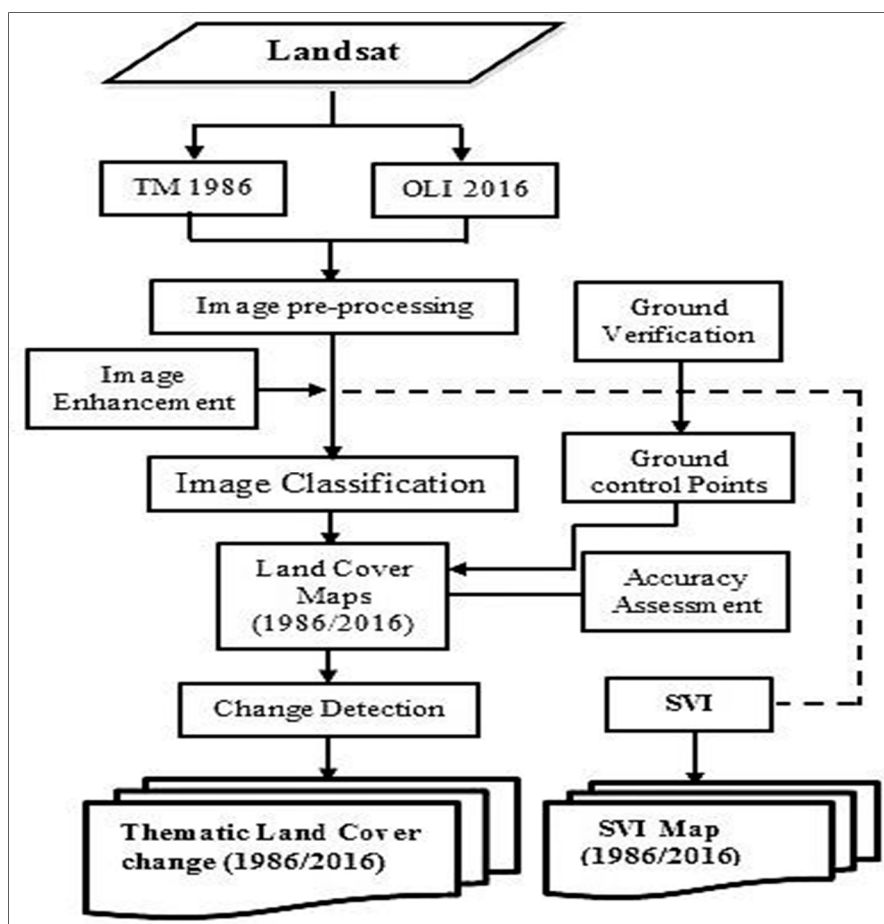 Landsat
TM 1986
OLI 2016
Image pre-processing
Ground
Verification
Image
Enhancement
Image Classification
Ground
control Points
Land Cover
Maps
(1986/2016)
Accuracy
Assessment
Change Detection
SVI
Thematic Land Cover
change (1986/2016)
SVI Map
(1986/2016)